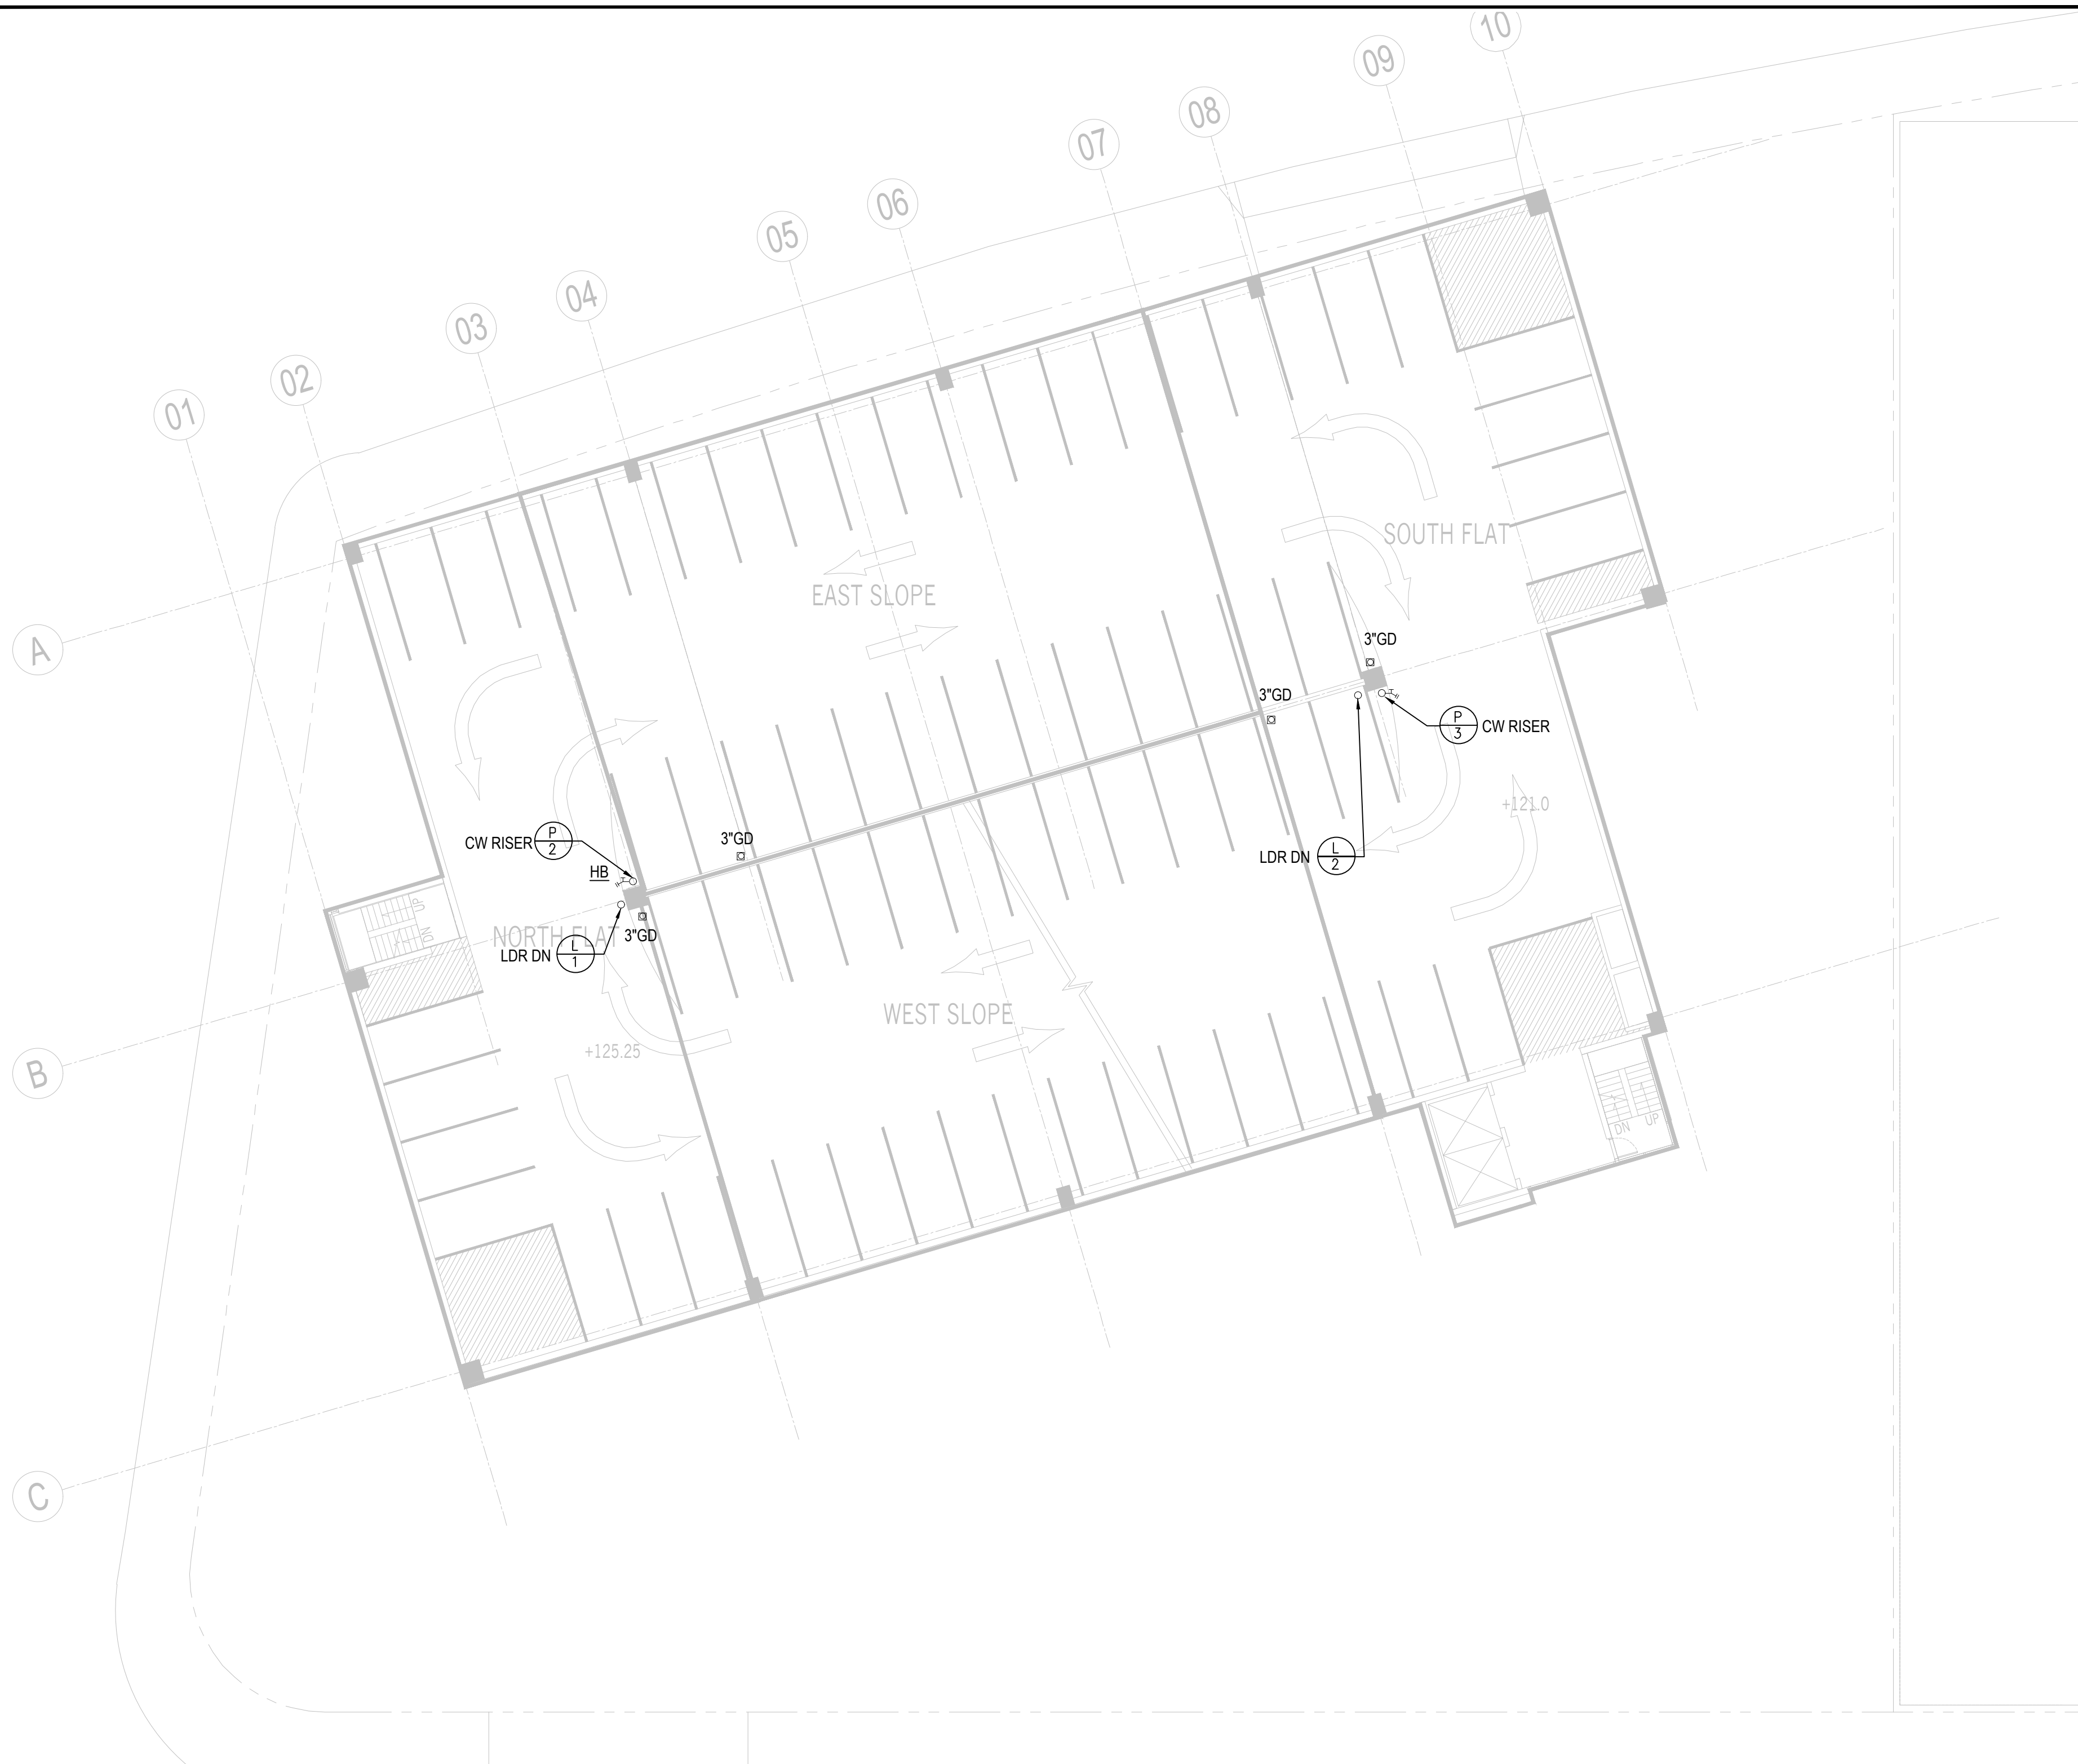 10
09
08
07
06
05
04
03
02
01
A
B
C
SOUTH FLAT
EAST SLOPE
3"GD
3"GD
P
3
CW RISER
+121.0
CW RISER
P
2
3"GD
HB
LDR DN
L
2
UP
DN
NORTH FLAT
3"GD
LDR DN
L
1
WEST SLOPE
+125.25
DN
UP